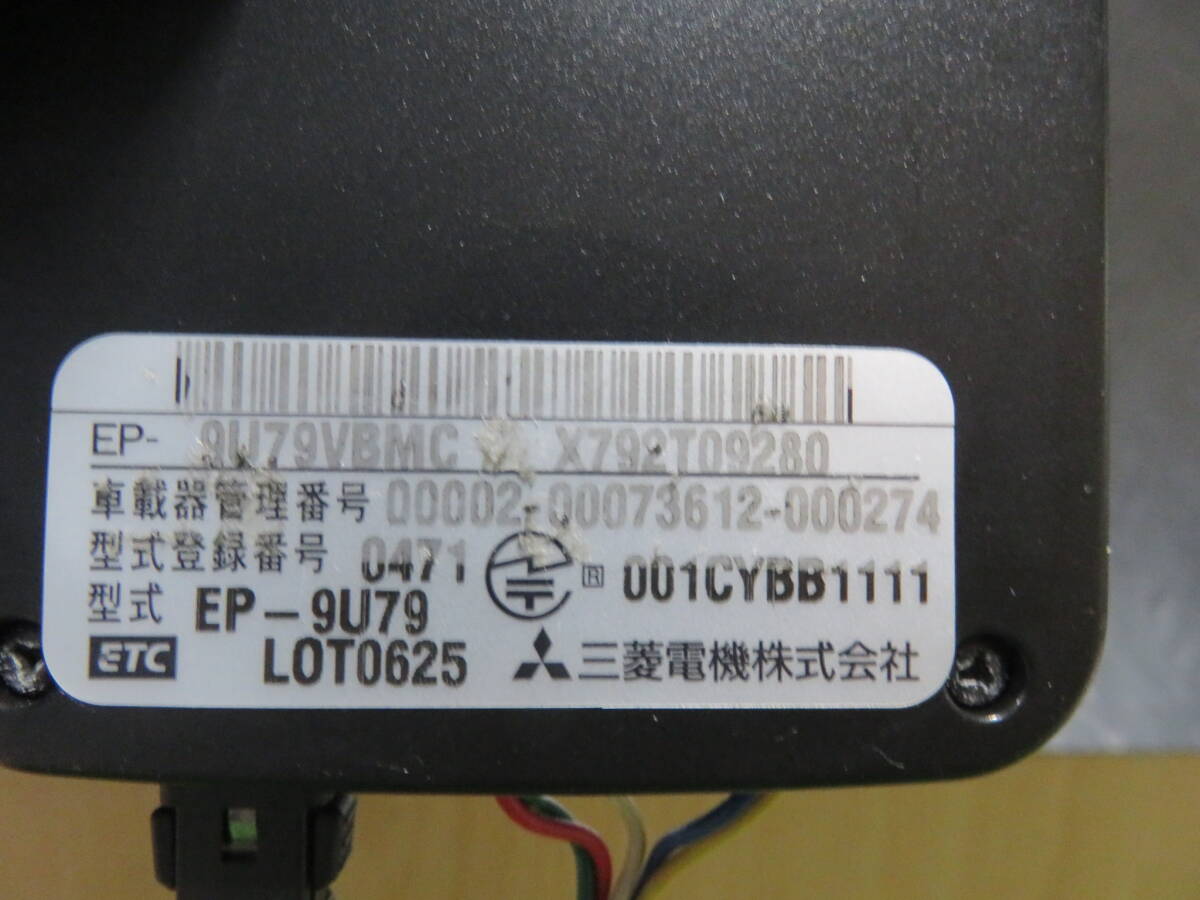 EP- 9U79VBMC X792T09280
車載器管理番号 00002-00073612-000274
型式登録番号 0471 ® 001CYBB1111
型式 EP-9U79
ETC LOT0625 三菱電機株式会社